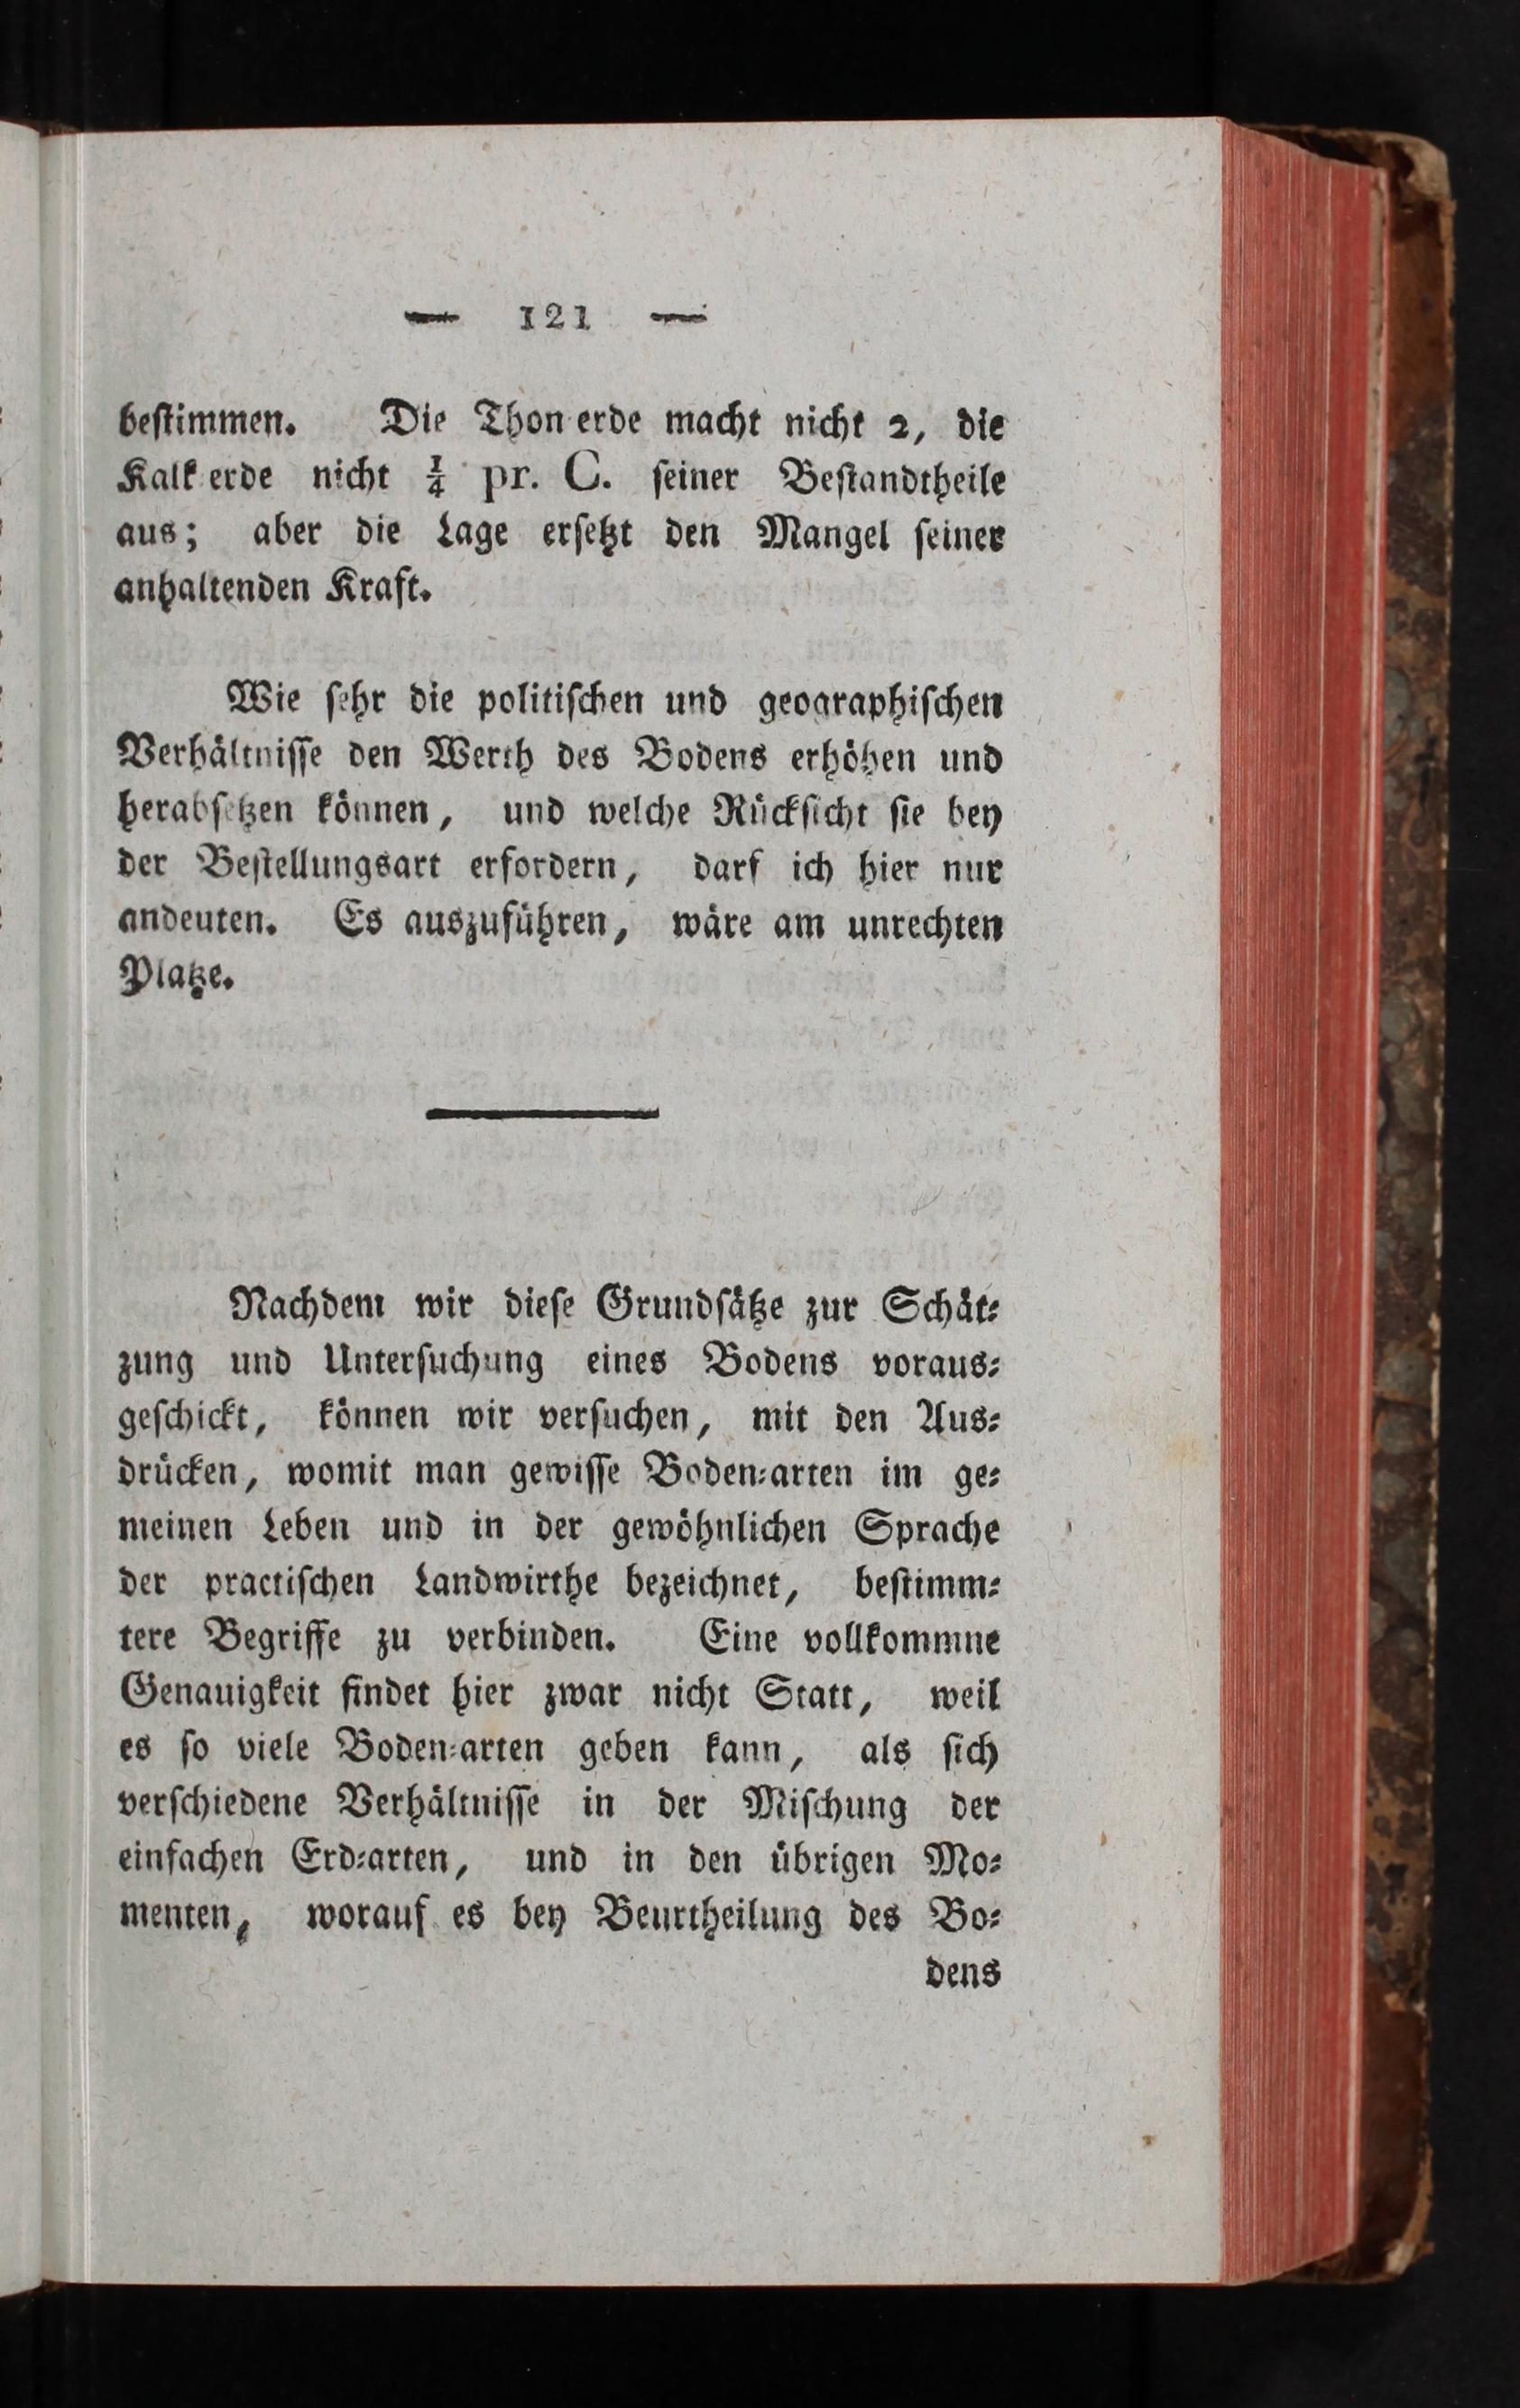 — 121 —
beſtimmen. Die Thon erde macht nicht 2, die
Kalk erde nicht ¼ pr. C. ſeiner Beſtandtheile
aus; aber die Lage erſetzt den Mangel ſeiner
anhaltenden Kraft.
Wie ſehr die politiſchen und geographiſchen
Verhältniſſe den Werth des Bodens erhöhen und
herabſetzen können, und welche Rückſicht ſie bey
der Beſtellungsart erfordern, darf ich hier nur
andeuten. Es auszuführen, wäre am unrechten
Platze.
Nachdem wir dieſe Grundſätze zur Schät⸗
zung und Unterſuchung eines Bodens voraus⸗
geſchickt, können wir verſuchen, mit den Aus⸗
drücken, womit man gewiſſe Boden⸗arten im ge⸗
meinen Leben und in der gewöhnlichen Sprache
der practiſchen Landwirthe bezeichnet, beſtimm⸗
tere Begriffe zu verbinden. Eine vollkommne
Genauigkeit findet hier zwar nicht Statt, weil
es ſo viele Boden⸗arten geben kann, als ſich
verſchiedene Verhältniſſe in der Miſchung der
einfachen Erd⸗arten, und in den übrigen Mo⸗
menten, worauf es bey Beurtheilung des Bo⸗
dens